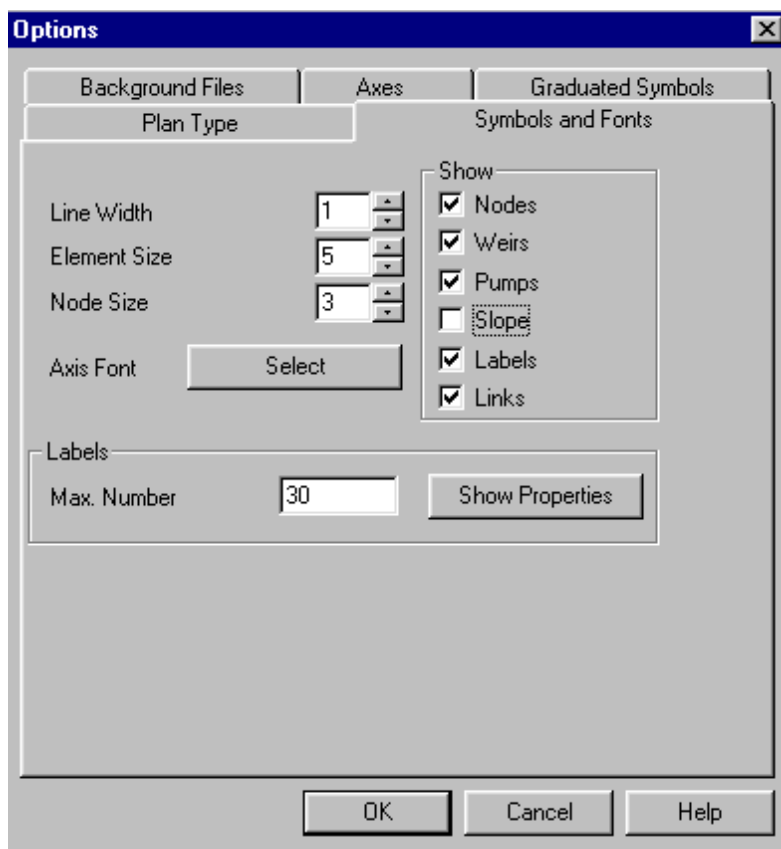 Options
Background Files
Axes
Graduated Symbols
Plan Type
Symbols and Fonts
Line Width
1
Element Size
5
Node Size
3
Axis Font
Select
Show
Nodes
Weirs
Pumps
Slope
Labels
Links
Labels
Max. Number
30
Show Properties
OK
Cancel
Help